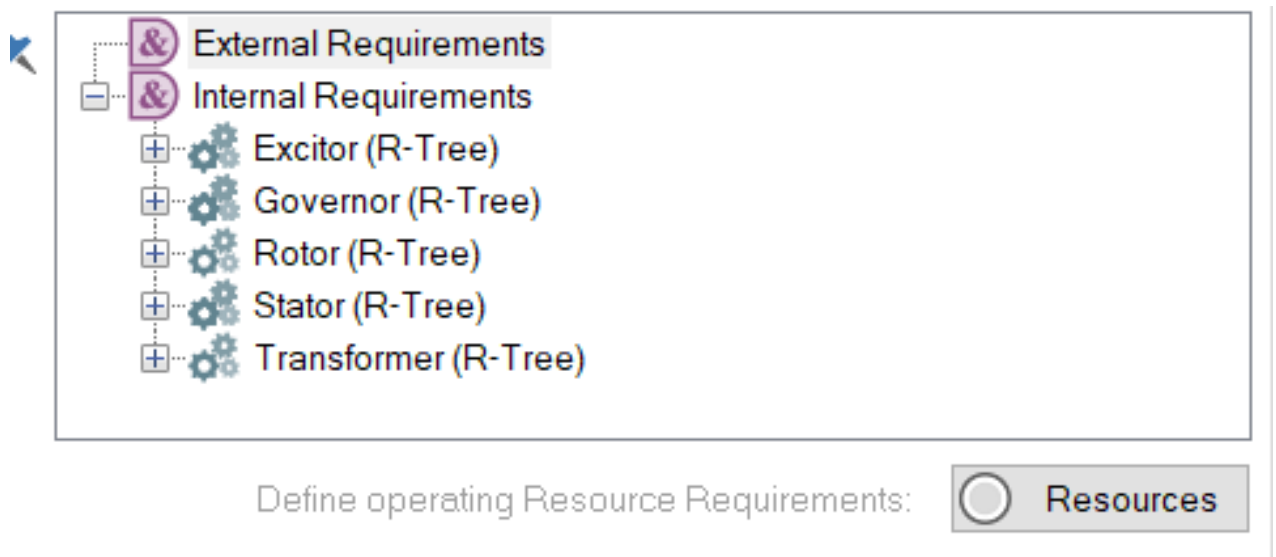 & External Requirements
& Internal Requirements
Excitor (R-Tree)
Governor (R-Tree)
Rotor (R-Tree)
Stator (R-Tree)
Transformer (R-Tree)
Define operating Resource Requirements: Resources